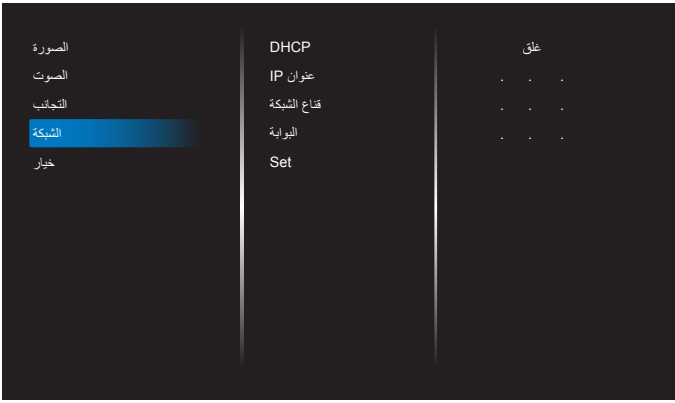 الصورة
الصوت
التجانب
الشبكة
خيار
DHCP
عنوان IP
قناع الشبكة
البوابة
Set
غلق
. . .
. . .
. . .